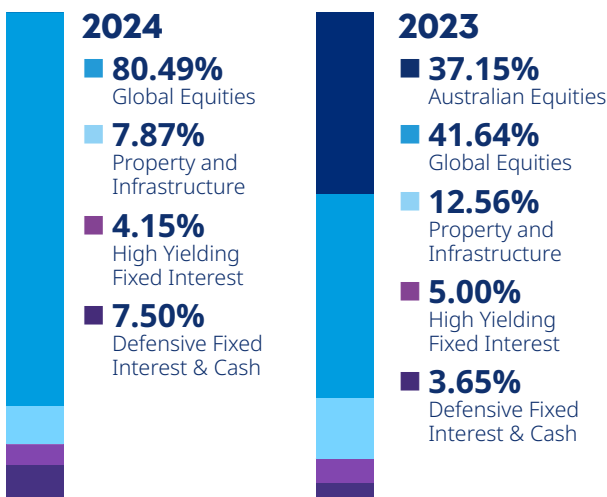 2024
80.49%
Global Equities
7.87%
Property and
Infrastructure
4.15%
High Yielding
Fixed Interest
7.50%
Defensive Fixed
Interest & Cash
2023
37.15%
Australian Equities
41.64%
Global Equities
12.56%
Property and
Infrastructure
5.00%
High Yielding
Fixed Interest
3.65%
Defensive Fixed
Interest & Cash